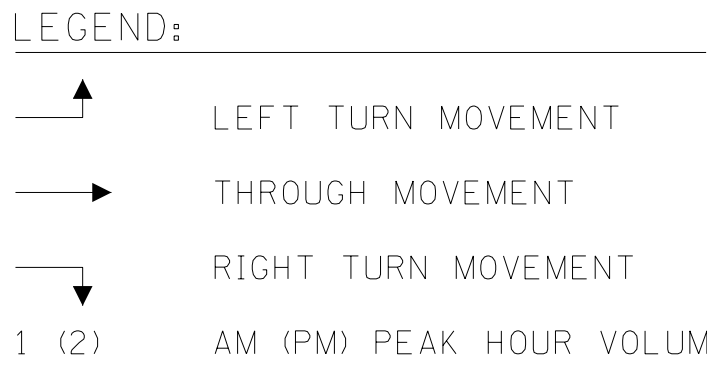 LEGEND:
LEFT TURN MOVEMENT
THROUGH MOVEMENT
RIGHT TURN MOVEMENT
1 (2) AM (PM) PEAK HOUR VOLUM